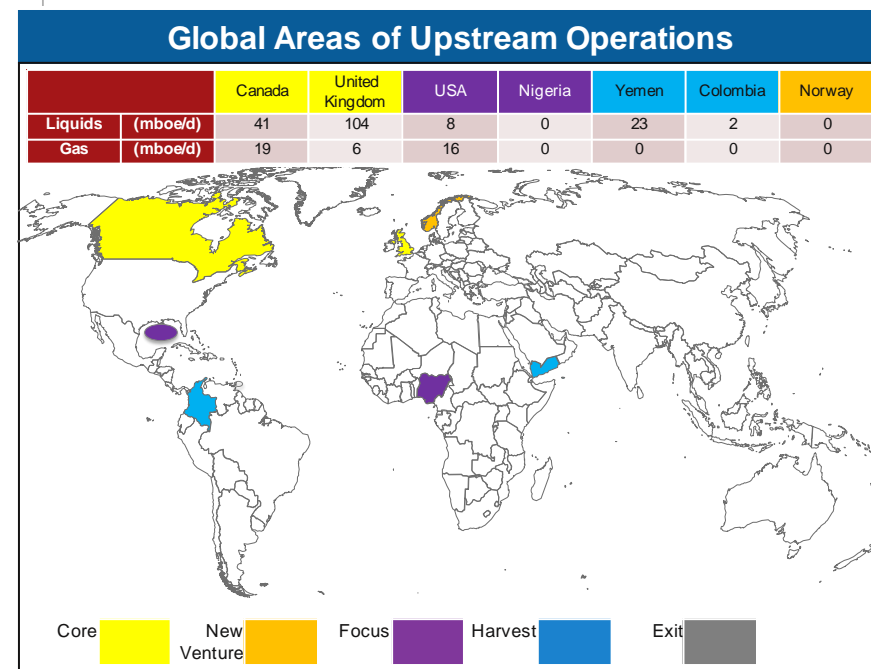 Global Areas of Upstream Operations
Canada United Kingdom USA Nigeria Yemen Colombia Norway
Liquids (mboe/d) 41 104 8 0 23 2 0
Gas (mboe/d) 19 6 16 0 0 0 0
Core New Venture Focus Harvest Exit